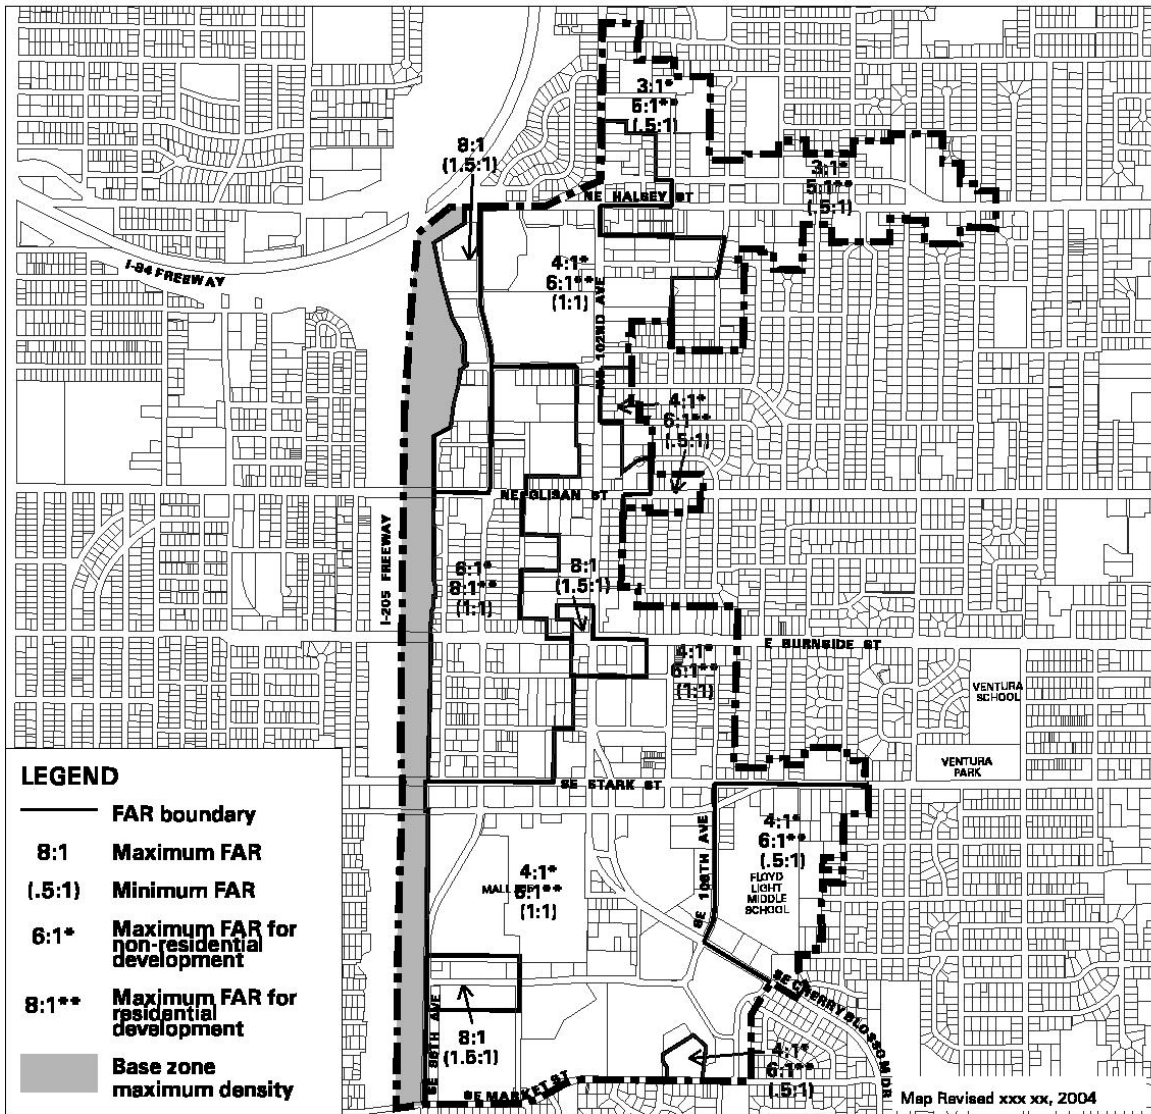 3:1*
5:1**
(.5:1)
8:1
(1.5:1)
3:1*
5:1**
(.5:1)
NE HALSEY ST
I-84 FREEWAY
4:1*
6:1**
(1:1)
NE 102ND AVE
4:1*
6:1**
(.5:1)
NE GLISAN ST
I-205 FREEWAY
6:1*
8:1**
(1:1)
8:1
(1.5:1)
E BURNSIDE ST
4:1*
6:1**
(1:1)
VENTURA
SCHOOL
VENTURA
PARK
SE STARK ST
LEGEND
FAR boundary
8:1 Maximum FAR
(.5:1) Minimum FAR
6:1* Maximum FAR for
non-residential
development
8:1** Maximum FAR for
residential
development
Base zone
maximum density
4:1*
MALL
6:1**
(1:1)
SE 108TH AVE
4:1*
6:1**
(.5:1)
FLOYD
LIGHT
MIDDLE
SCHOOL
SE CHERRY BLOSSOM DR
SE 96TH AVE
8:1
(1.5:1)
SE MARKET ST
4:1*
6:1**
(.5:1)
Map Revised xxx xx, 2004